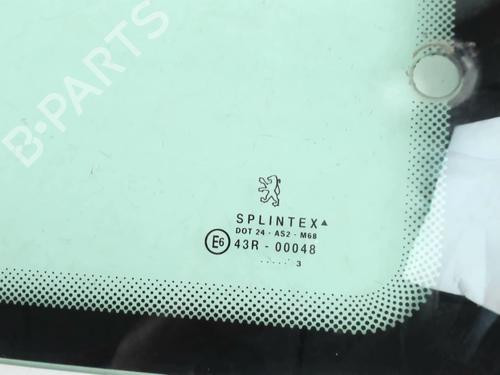 B-PARTS
SPLINTEX▲
DOT 24 - AS2 - M68
E6 43R - 00048
...... 3